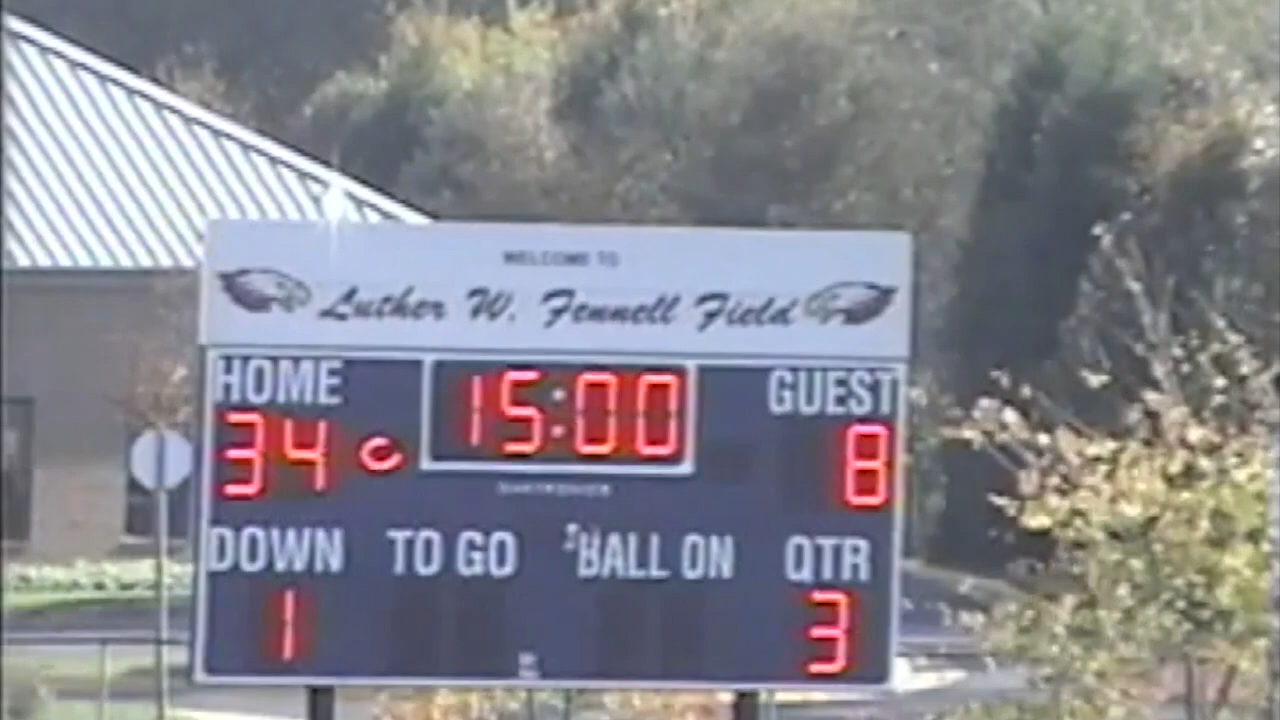 WELCOME TO
Luther W. Fennell Field
HOME 15:00 GUEST
34 8
DAKTRONICS
DOWN TO GO BALL ON QTR
1 3